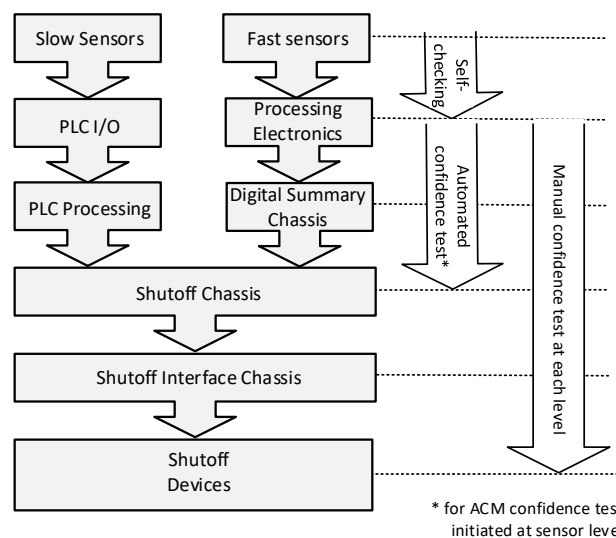 Slow Sensors
Fast sensors
PLC I/O
Processing
Electronics
PLC Processing
Digital Summary
Chassis
Shutoff Chassis
Shutoff Interface Chassis
Shutoff
Devices
Self-
checking
Automated
confidence test*
Manual confidence test at each level
* for ACM confidence tes
initiated at sensor leve